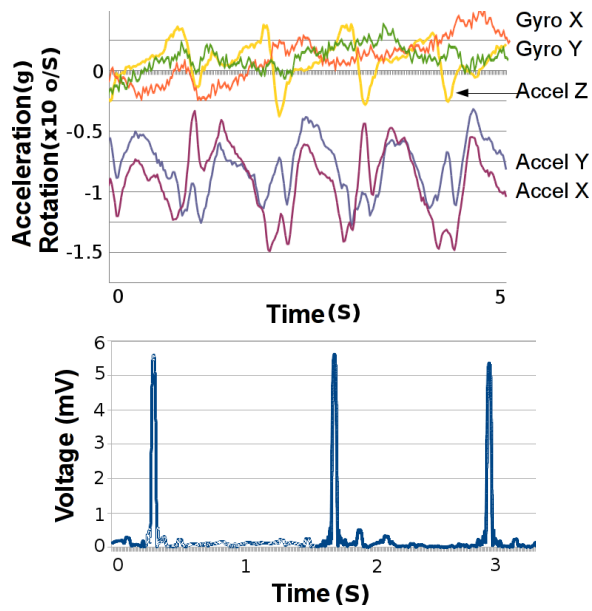 Gyro X
Gyro Y
Accel Z
Accel Y
Accel X
Acceleration(g)
Rotation(x10 o/S)
0
-0.5
-1
-1.5
0
5
Time(S)
6
5
4
3
2
1
0
Voltage (mV)
0
1
2
3
Time (S)